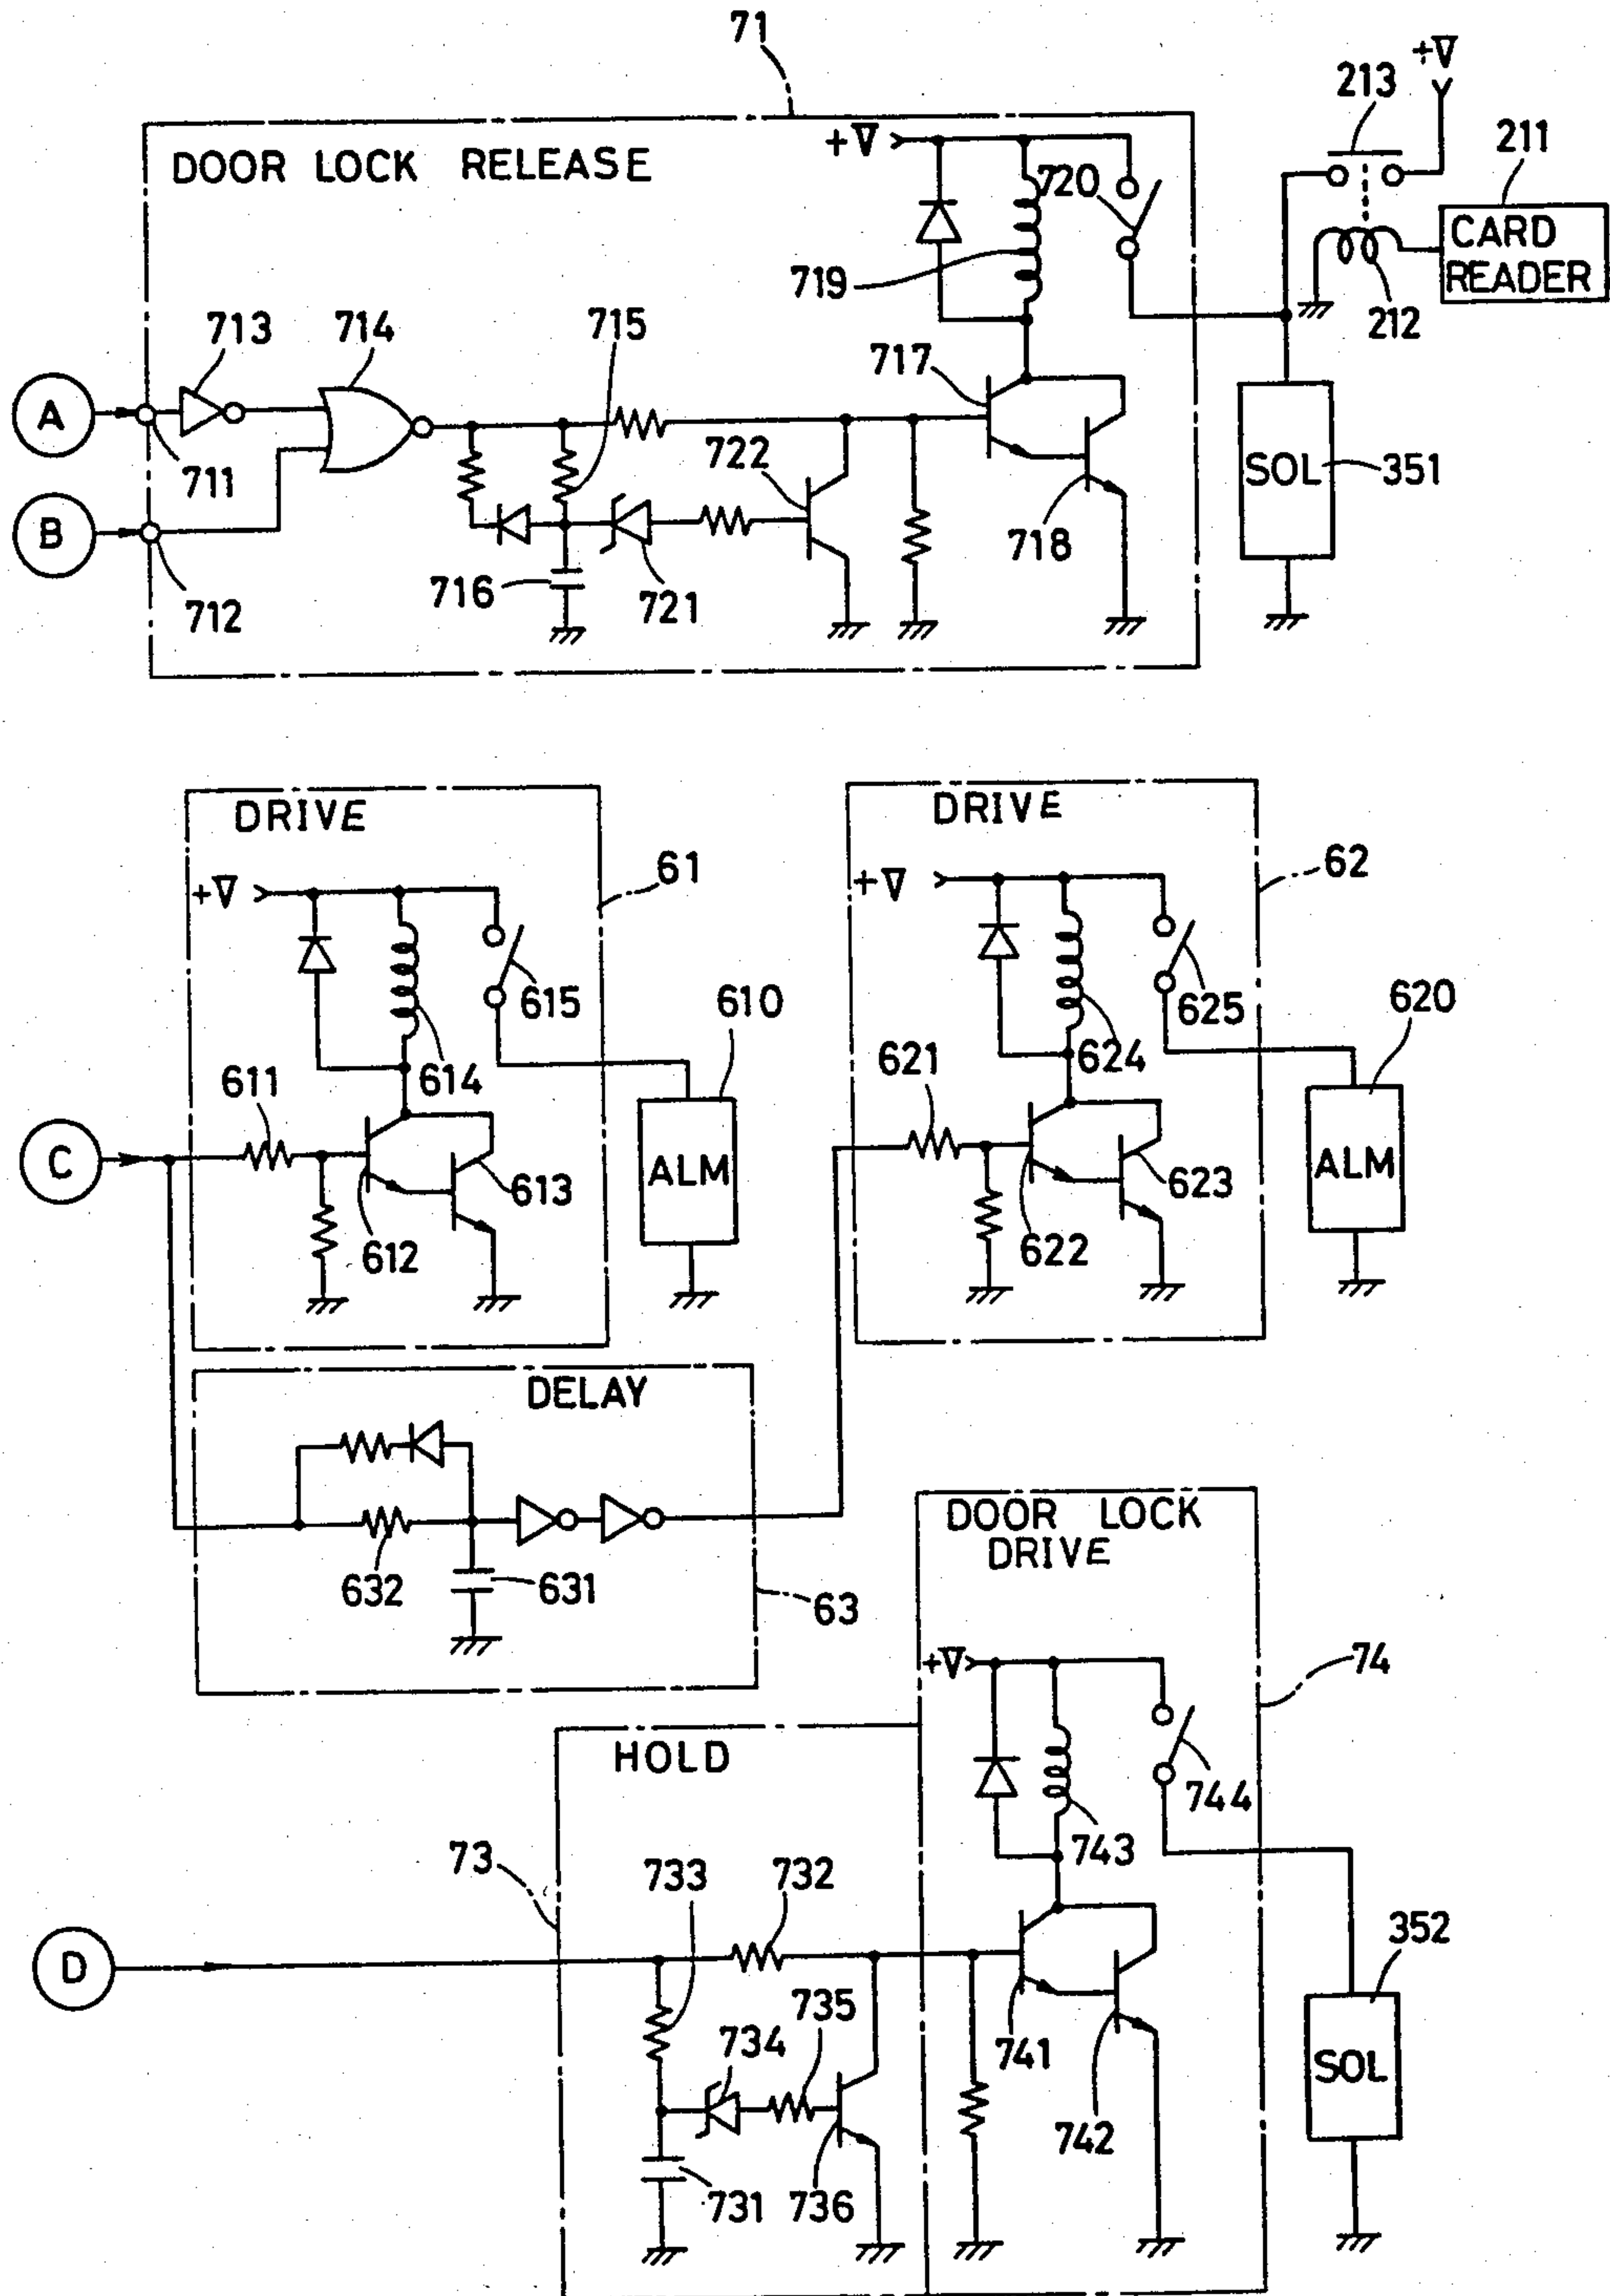 71
+V
213
211
DOOR LOCK RELEASE
+V
720
CARD
READER
719
212
713
714
715
717
A
711
722
SOL
351
B
718
712
716
721
DRIVE
DRIVE
61
62
+V
+V
615
610
625
620
611
614
621
624
C
ALM
613
ALM
623
612
622
DELAY
DOOR LOCK
DRIVE
632
631
63
+V
74
HOLD
744
73
733
732
743
352
D
735
734
741
SOL
742
731
736